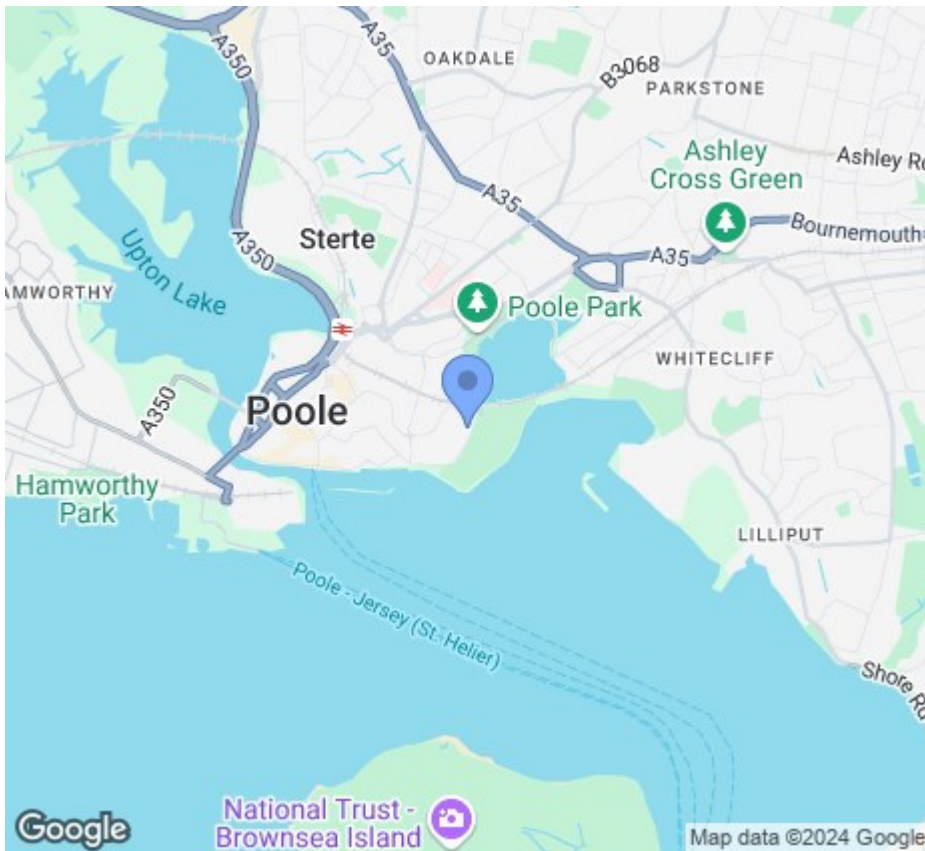 A350
A35
OAKDALE
B3068
PARKSTONE
Ashley
Cross Green
Ashley Ro
A35
Bournemouth
A35
A350
Sterte
Upton Lake
AMWORTHY
Poole Park
WHITECLIFF
A350
Poole
Hamworthy
Park
LILLIPUT
Poole - Jersey (St. Helier)
Shore Ro
National Trust -
Brownsea Island
Google
Map data ©2024 Google